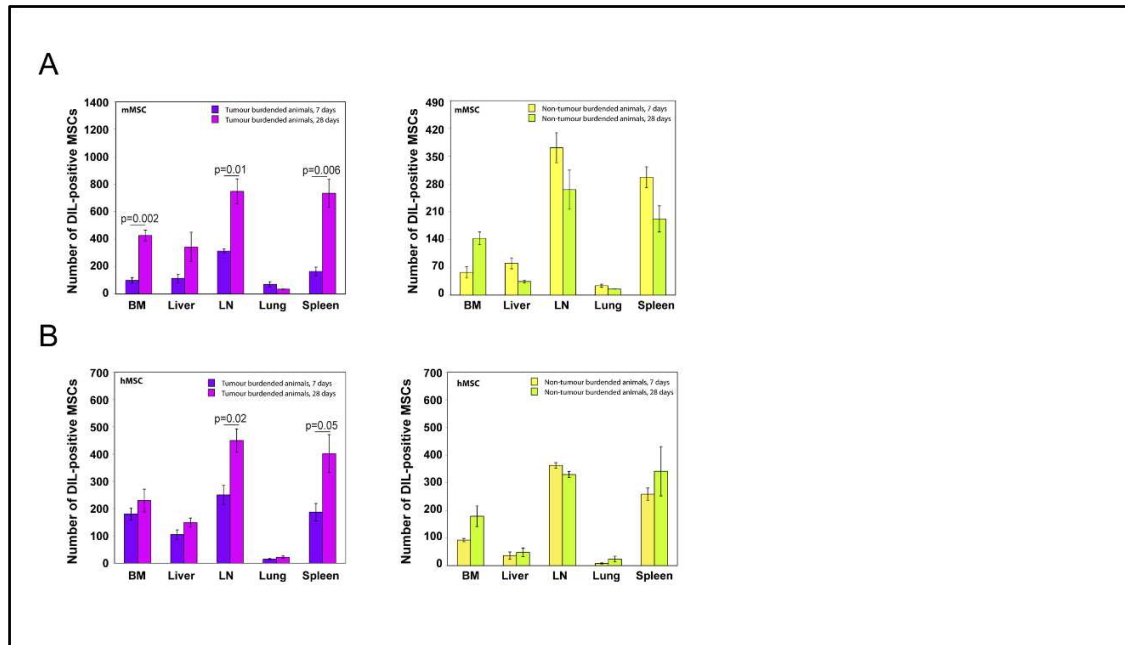 A
Number of DIL-positive MSCs
1400
1200
1000
800
600
400
200
0
mMSC
Tumour burdended animals, 7 days
Tumour burdended animals, 28 days
p=0.002
p=0.01
p=0.006
BM Liver LN Lung Spleen
Number of DIL-positive MSCs
490
420
350
280
210
140
70
0
mMSC
Non-tumour burdended animals, 7 days
Non-tumour burdended animals, 28 days
BM Liver LN Lung Spleen
B
Number of DIL-positive MSCs
700
600
500
400
300
200
100
0
hMSC
Tumour burdended animals, 7 days
Tumour burdended animals, 28 days
p=0.02
p=0.05
BM Liver LN Lung Spleen
Number of DIL-positive MSCs
700
600
500
400
300
200
100
0
hMSC
Non-tumour burdended animals, 7 days
Non-tumour burdended animals, 28 days
BM Liver LN Lung Spleen